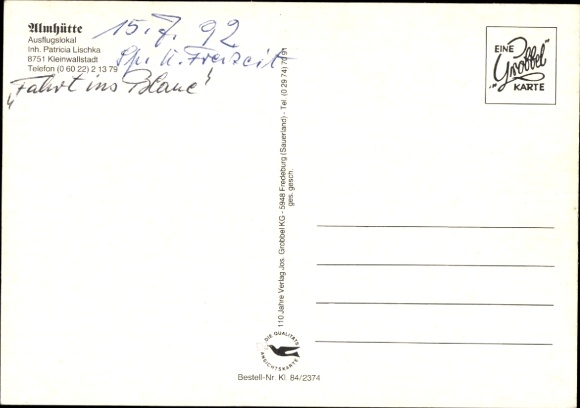 Almhütte
Ausflugslokal
Inh. Patricia Lischka
8751 Kleinwallstadt
Telefon (0 60 22) 2 13 79
15. 7. 92
Sp. u. Freizeit
„Fahrt ins Blaue"
EINE
"Grobbel"
KARTE
110 Jahre Verlag Jos. Grobbel KG - 5948 Fredeburg (Sauerland) - Tel. (0 29 74) 70 91
ges. gesch.
DIE QUALITÄTS
ANSICHTSKARTE
Bestell-Nr. Kl. 84/2374